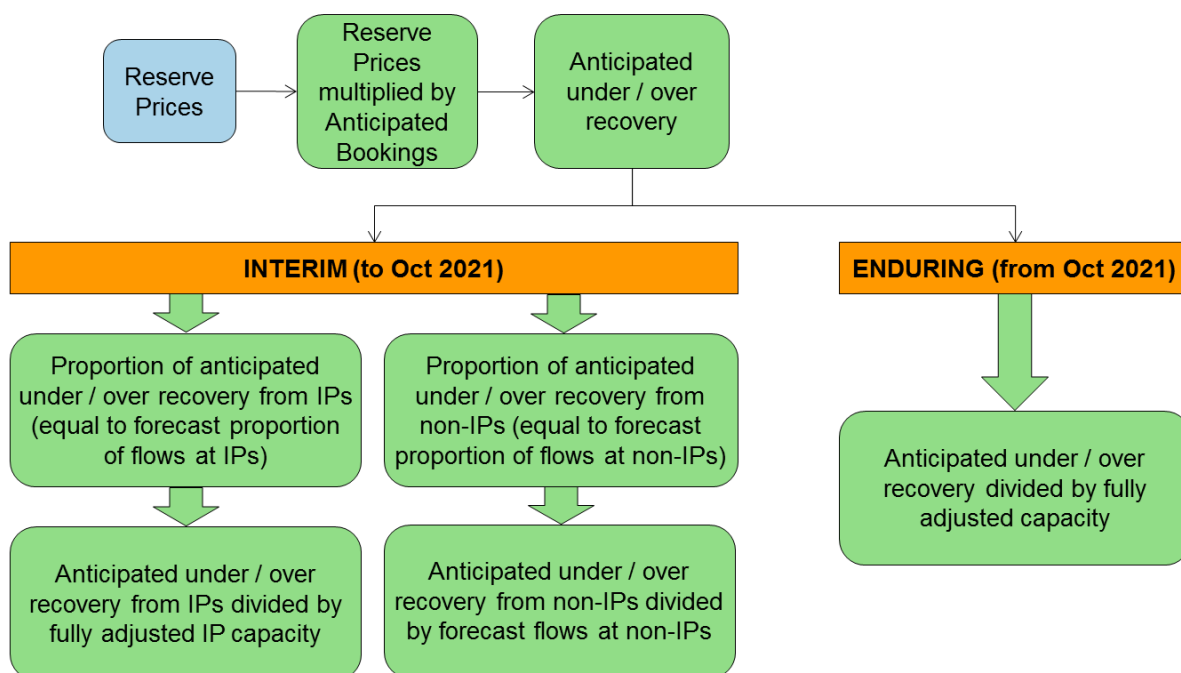 Reserve
Prices
Reserve
Prices
multiplied by
Anticipated
Bookings
Anticipated
under / over
recovery
INTERIM (to Oct 2021)
ENDURING (from Oct 2021)
Proportion of anticipated
under / over recovery from IPs
(equal to forecast proportion
of flows at IPs)
Proportion of anticipated
under / over recovery from
non-IPs (equal to forecast
proportion of flows at non-IPs)
Anticipated under / over
recovery divided by fully
adjusted capacity
Anticipated under / over
recovery from IPs divided by
fully adjusted IP capacity
Anticipated under / over
recovery from non-IPs divided
by forecast flows at non-IPs